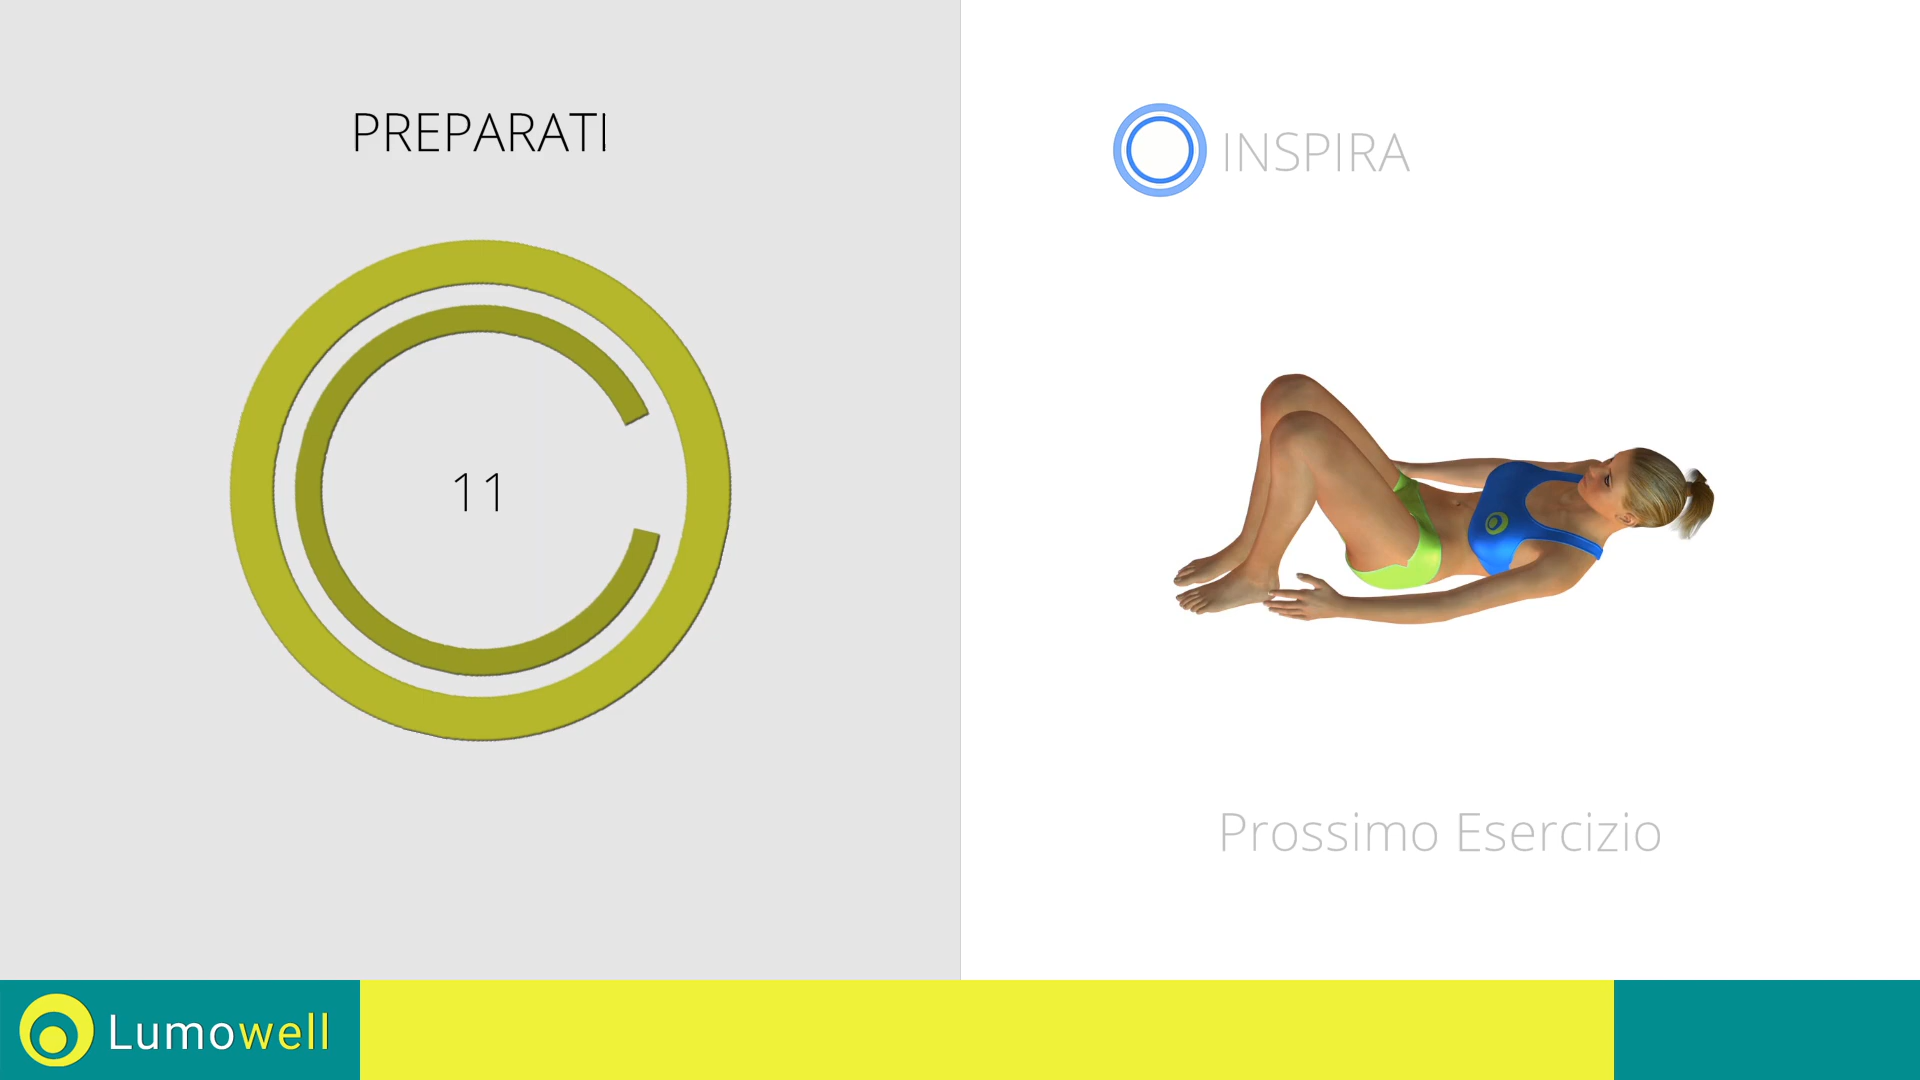 PREPARATI
11
INSPIRA
Prossimo Esercizio
Lumowell